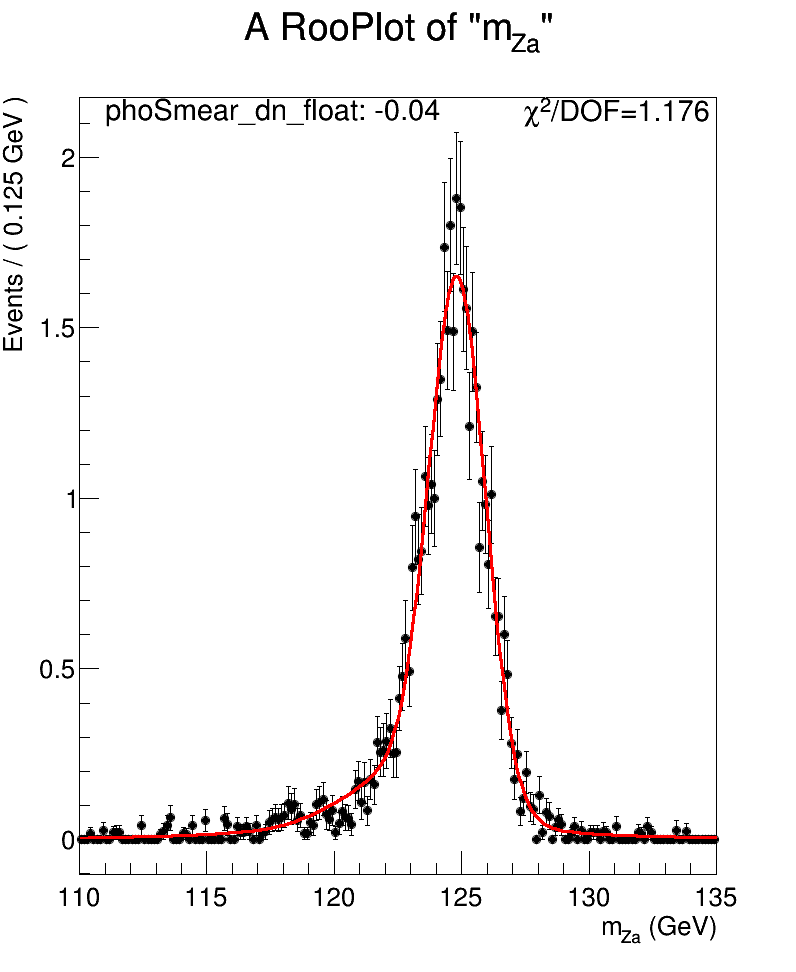 A RooPlot of "m_Za"
phoSmear_dn_float: -0.04 χ²/DOF=1.176
Events / ( 0.125 GeV )
2
1.5
1
0.5
0
110 115 120 125 130 135
m_Za (GeV)